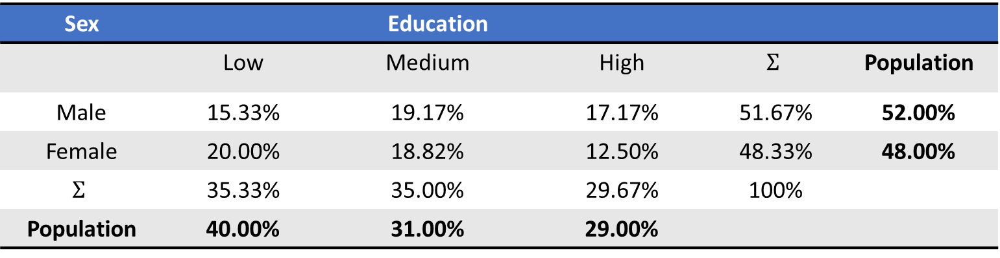 Sex Education
Low Medium High Σ Population
Male 15.33% 19.17% 17.17% 51.67% 52.00%
Female 20.00% 18.82% 12.50% 48.33% 48.00%
Σ 35.33% 35.00% 29.67% 100%
Population 40.00% 31.00% 29.00%